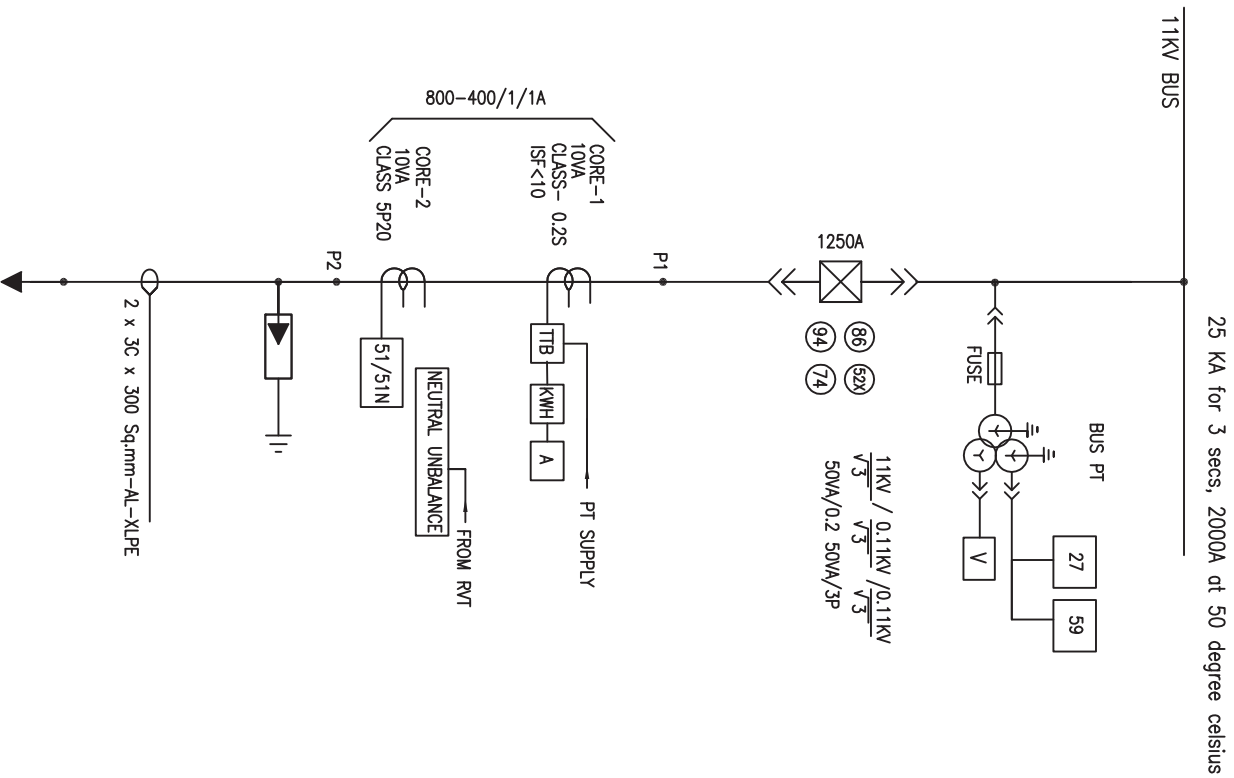 11KV BUS
25 KA for 3 secs, 2000A at 50 degree celsius
BUS PT
FUSE
27
59
V
11KV/√3 / 0.11KV/√3 /0.11KV/√3
50VA/0.2 50VA/3P
1250A
86
52X
94
74
P1
800-400/1/1A
CORE-1
10VA
CLASS- 0.2S
ISF<10
TTB
KWH
A
PT SUPPLY
CORE-2
10VA
CLASS 5P20
51/51N
NEUTRAL UNBALANCE
FROM RVT
P2
2 x 3C x 300 Sq.mm-AL-XLPE